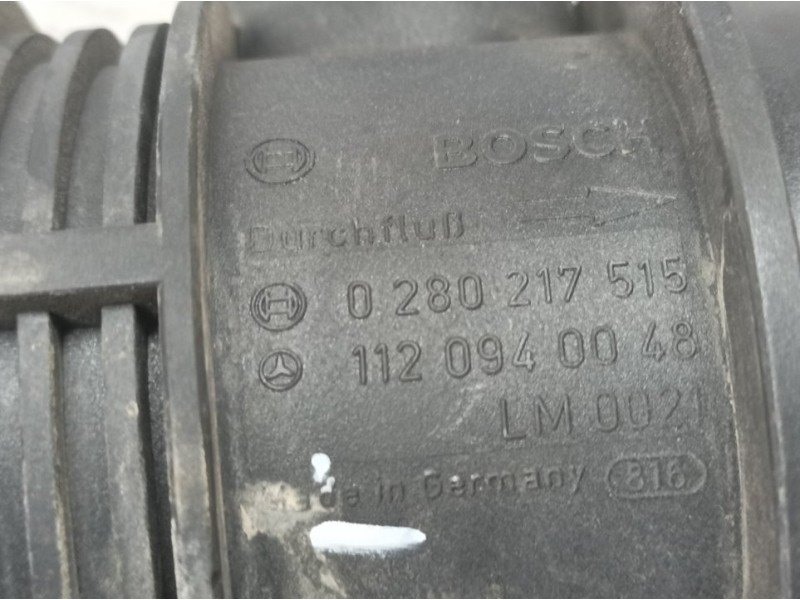 BOSCH
Durchfluß
0 280 217 515
112 094 00 48
LM 0021
Made in Germany 816